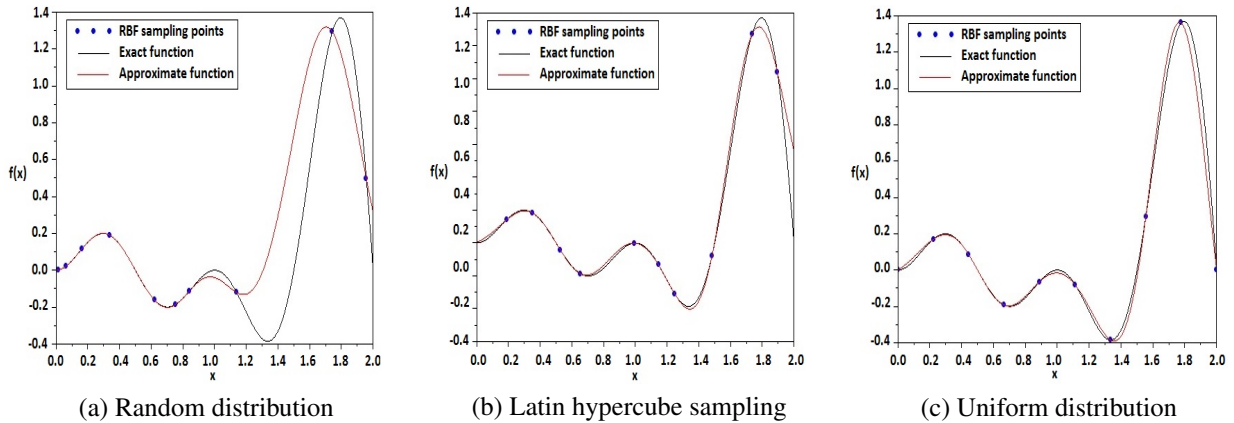 1.4
1.2
1.0
0.8
0.6
0.4
0.2
0.0
-0.2
-0.4
f(x)
RBF sampling points
Exact function
Approximate function
0.0 0.2 0.4 0.6 0.8 1.0 1.2 1.4 1.6 1.8 2.0
x
(a) Random distribution
1.4
1.2
1.0
0.8
0.6
0.4
0.2
0.0
-0.2
-0.4
f(x)
RBF sampling points
Exact function
Approximate function
0.0 0.2 0.4 0.6 0.8 1.0 1.2 1.4 1.6 1.8 2.0
x
(b) Latin hypercube sampling
1.4
1.2
1.0
0.8
0.6
0.4
0.2
0.0
-0.2
-0.4
f(x)
RBF sampling points
Exact function
Approximate function
0.0 0.2 0.4 0.6 0.8 1.0 1.2 1.4 1.6 1.8 2.0
x
(c) Uniform distribution